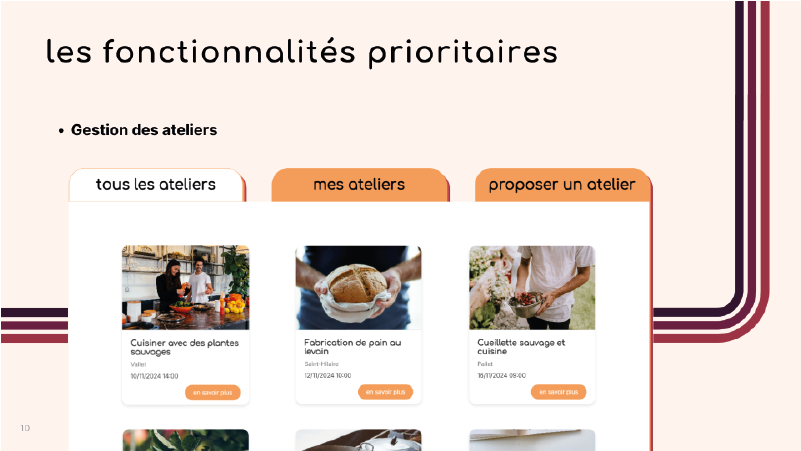 les fonctionnalités prioritaires
• Gestion des ateliers
tous les ateliers
mes ateliers
proposer un atelier
Cuisiner avec des plantes
sauvages
Vallet
10/11/2024 14:00
en savoir plus
Fabrication de pain au
levain
Saint-Hilaire
12/11/2024 10:00
en savoir plus
Cueillette sauvage et
cuisine
Pallet
16/11/2024 09:00
en savoir plus
10